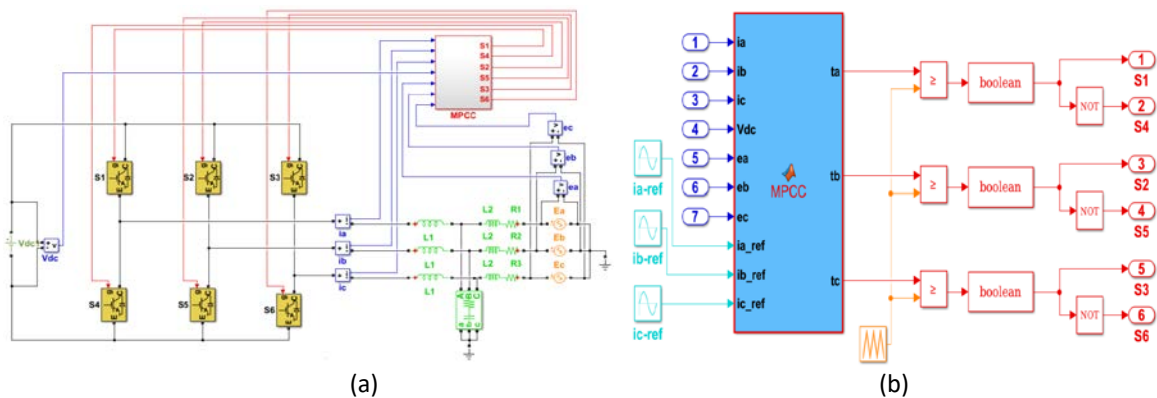 S1
S4
S2
S5
S3
S6
MPCC
ec
eb
ea
S1
S2
S3
Vdc
Vdc
ia
ib
ic
L1
L1
L1
L2
L2
L2
R1
R2
R3
Ea
Eb
Ec
S4
S5
S6
A B C
a b c
(a)
1
ia
2
ib
3
ic
4
Vdc
5
ea
6
eb
7
ec
ia-ref
ia_ref
ib-ref
ib_ref
ic-ref
ic_ref
MPCC
ta
tb
tc
≥
boolean
NOT
1
S1
2
S4
≥
boolean
NOT
3
S2
4
S5
≥
boolean
NOT
5
S3
6
S6
(b)